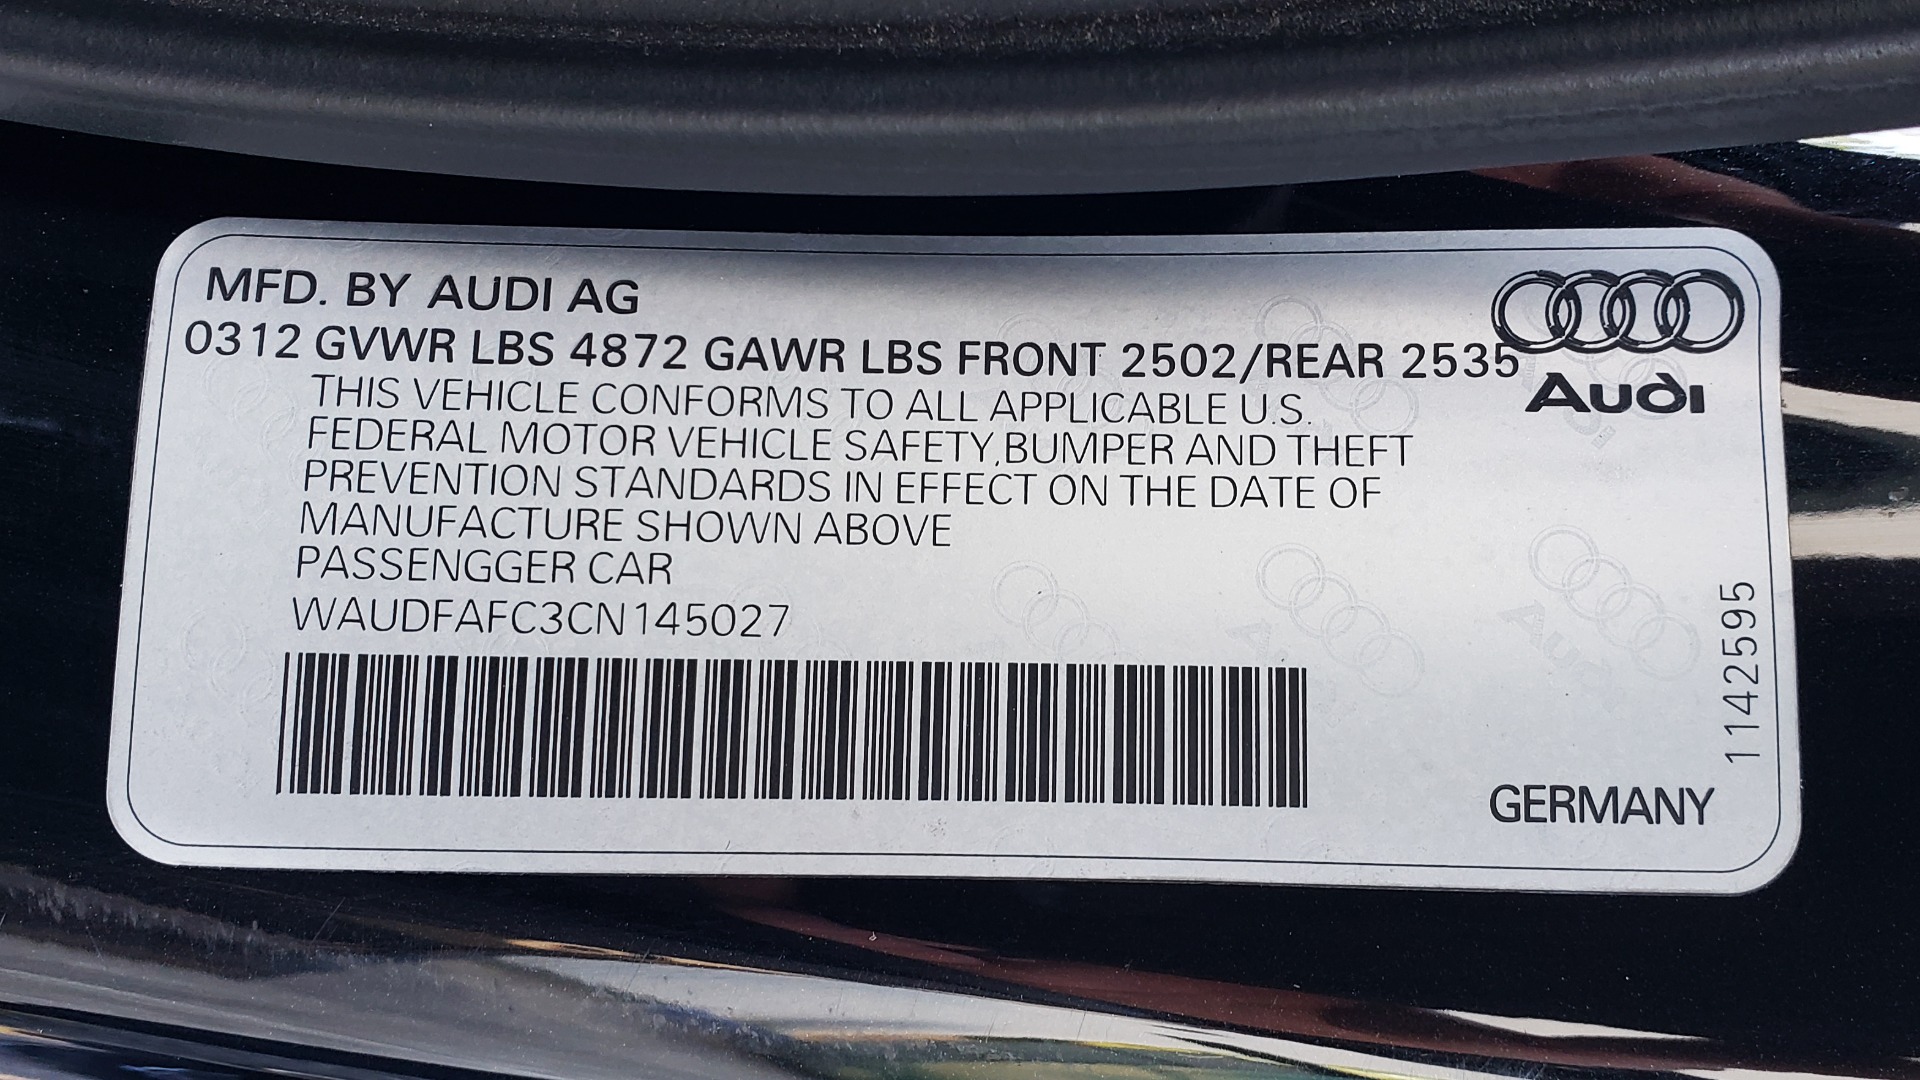 MFD. BY AUDI AG
0312 GVWR LBS 4872 GAWR LBS FRONT 2502/REAR 2535
Audi
THIS VEHICLE CONFORMS TO ALL APPLICABLE U.S.
FEDERAL MOTOR VEHICLE SAFETY,BUMPER AND THEFT
PREVENTION STANDARDS IN EFFECT ON THE DATE OF
MANUFACTURE SHOWN ABOVE
PASSENGGER CAR
WAUDFAFC3CN145027
GERMANY
11425595